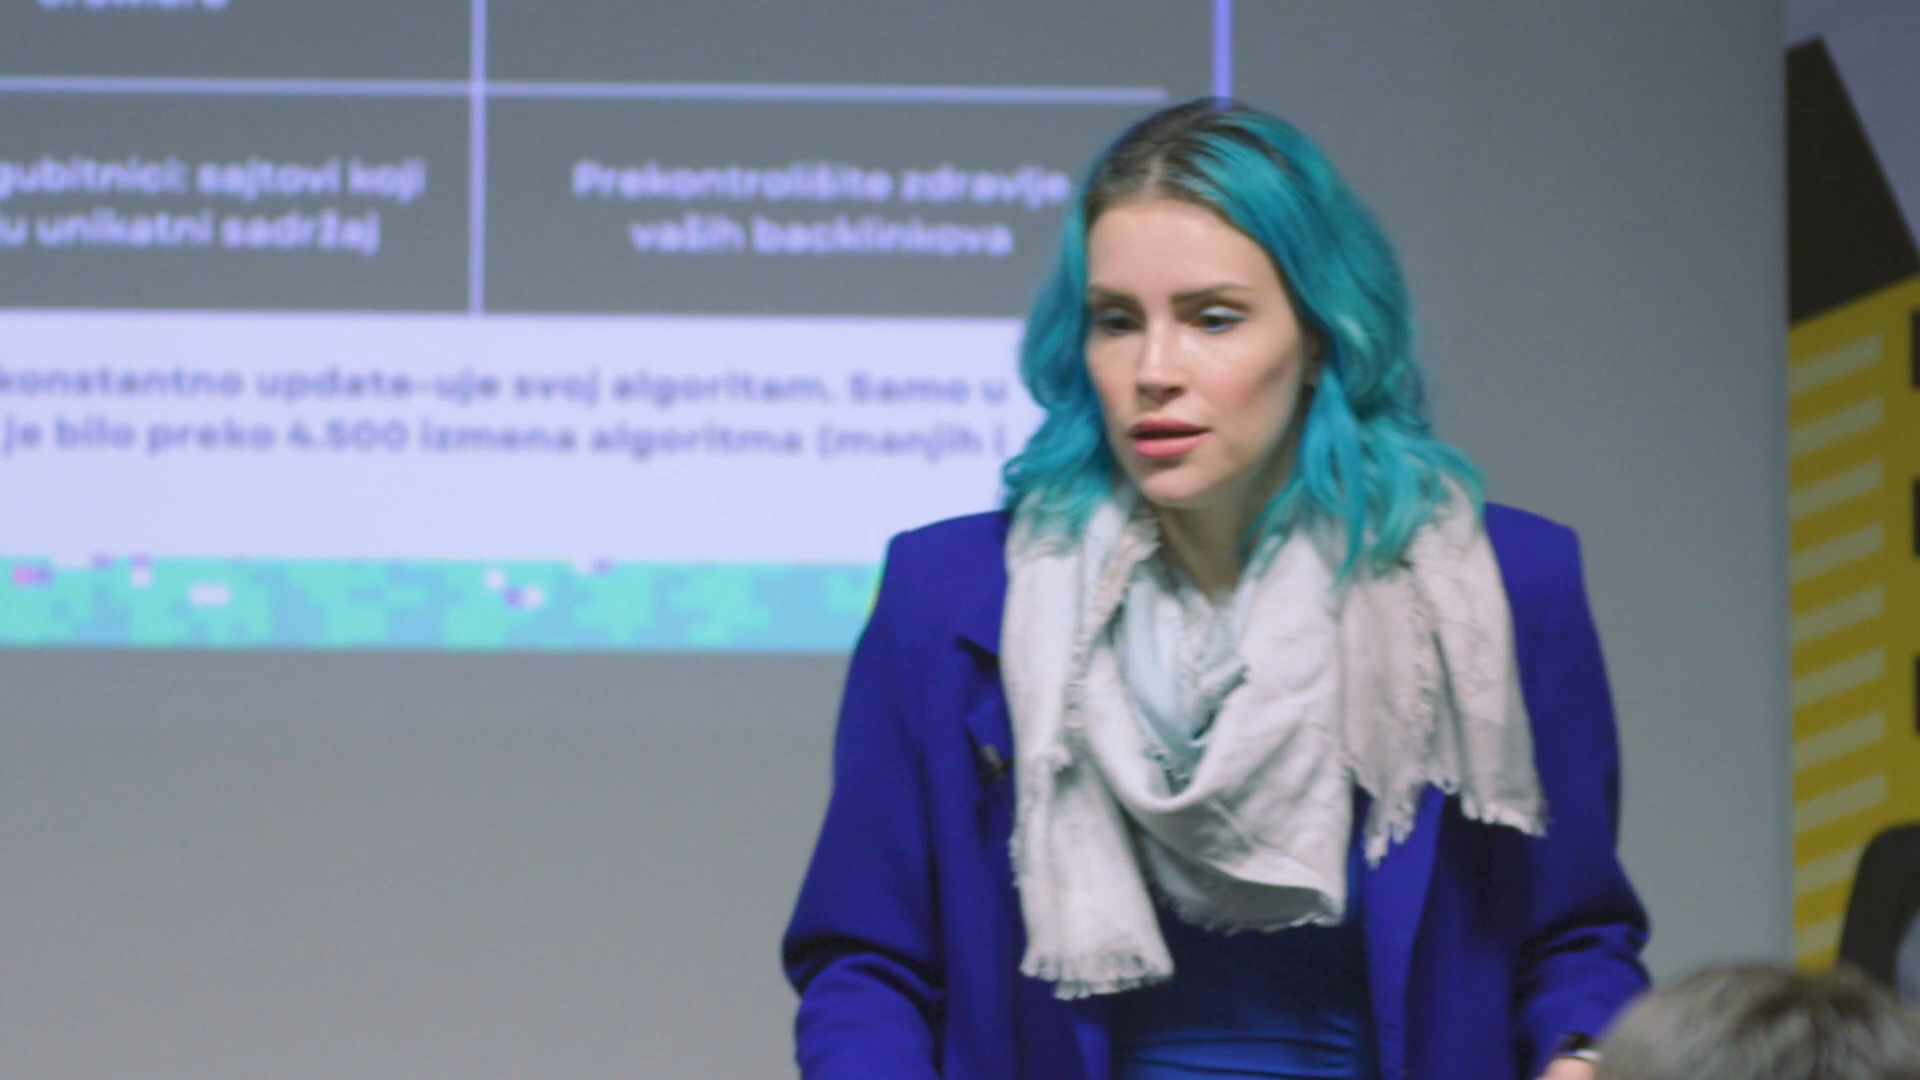 gubitnici: sajtovi koji
u unikatni sadržaj
Prekontrolišite zdravlje
vaših backlinkova
konstantno update-uje svoj algoritam. Samo u
je bilo preko 4.500 izmena algoritma (manjih i